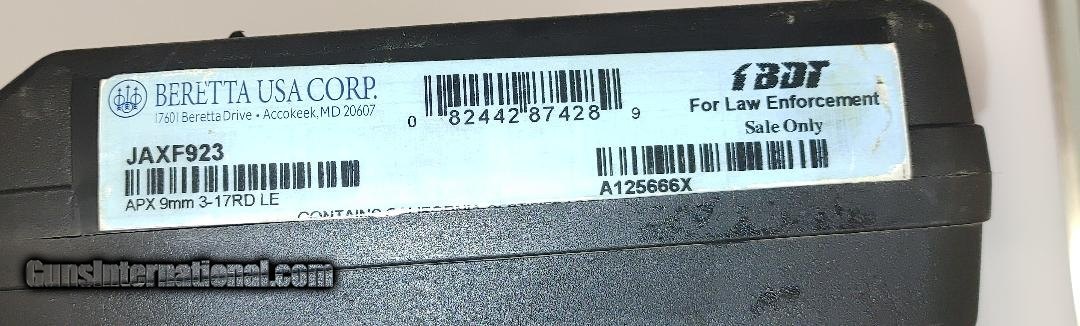 BERETTA USA CORP.
17601 Beretta Drive • Accokeek, MD 20607
0 82442 87428 9
BDT
For Law Enforcement
Sale Only
JAXF923
APX 9mm 3-17RD LE
A125666X
CONTAINS
GunsInternational.com